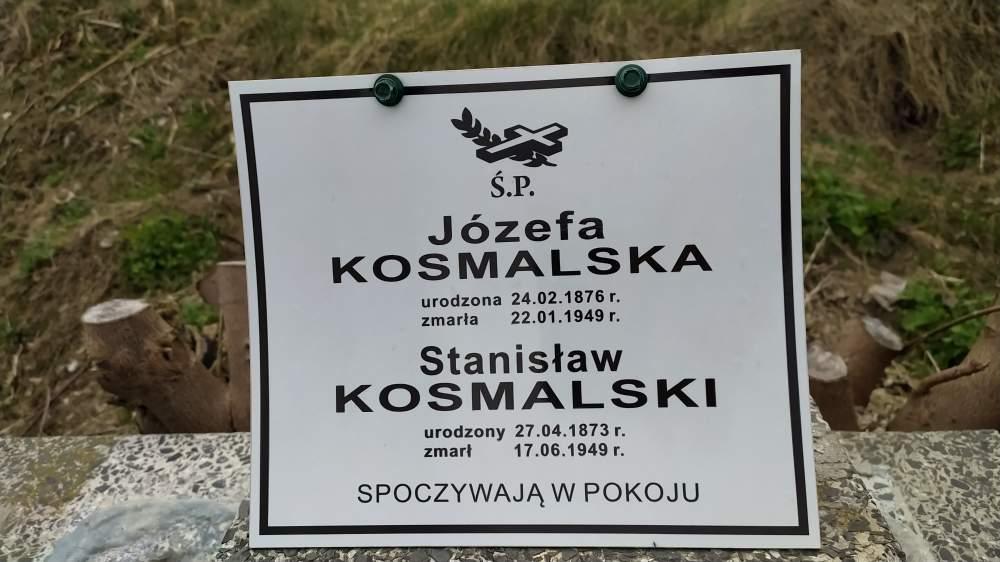 Ś.P.
Józefa
KOSMALSKA
urodzona 24.02.1876 r.
zmarła 22.01.1949 r.
Stanisław
KOSMALSKI
urodzony 27.04.1873 r.
zmarł 17.06.1949 r.
SPOCZYWAJĄ W POKOJU